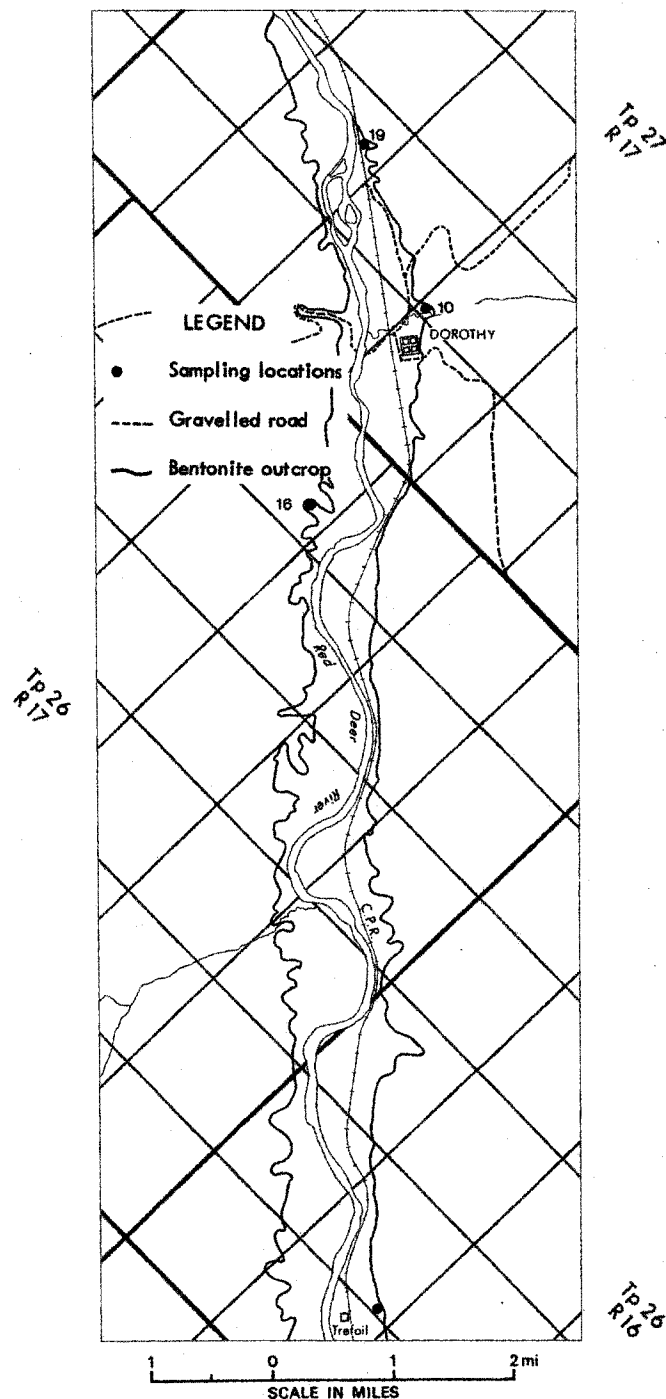 Tp 27
R 17
19
10
DOROTHY
LEGEND
Sampling locations
Gravelled road
Bentonite outcrop
16
Red
Deer
River
Tp 26
R 17
C.P.R.
Trefoil
Tp 26
R 16
1 0 1 2 mi
SCALE IN MILES